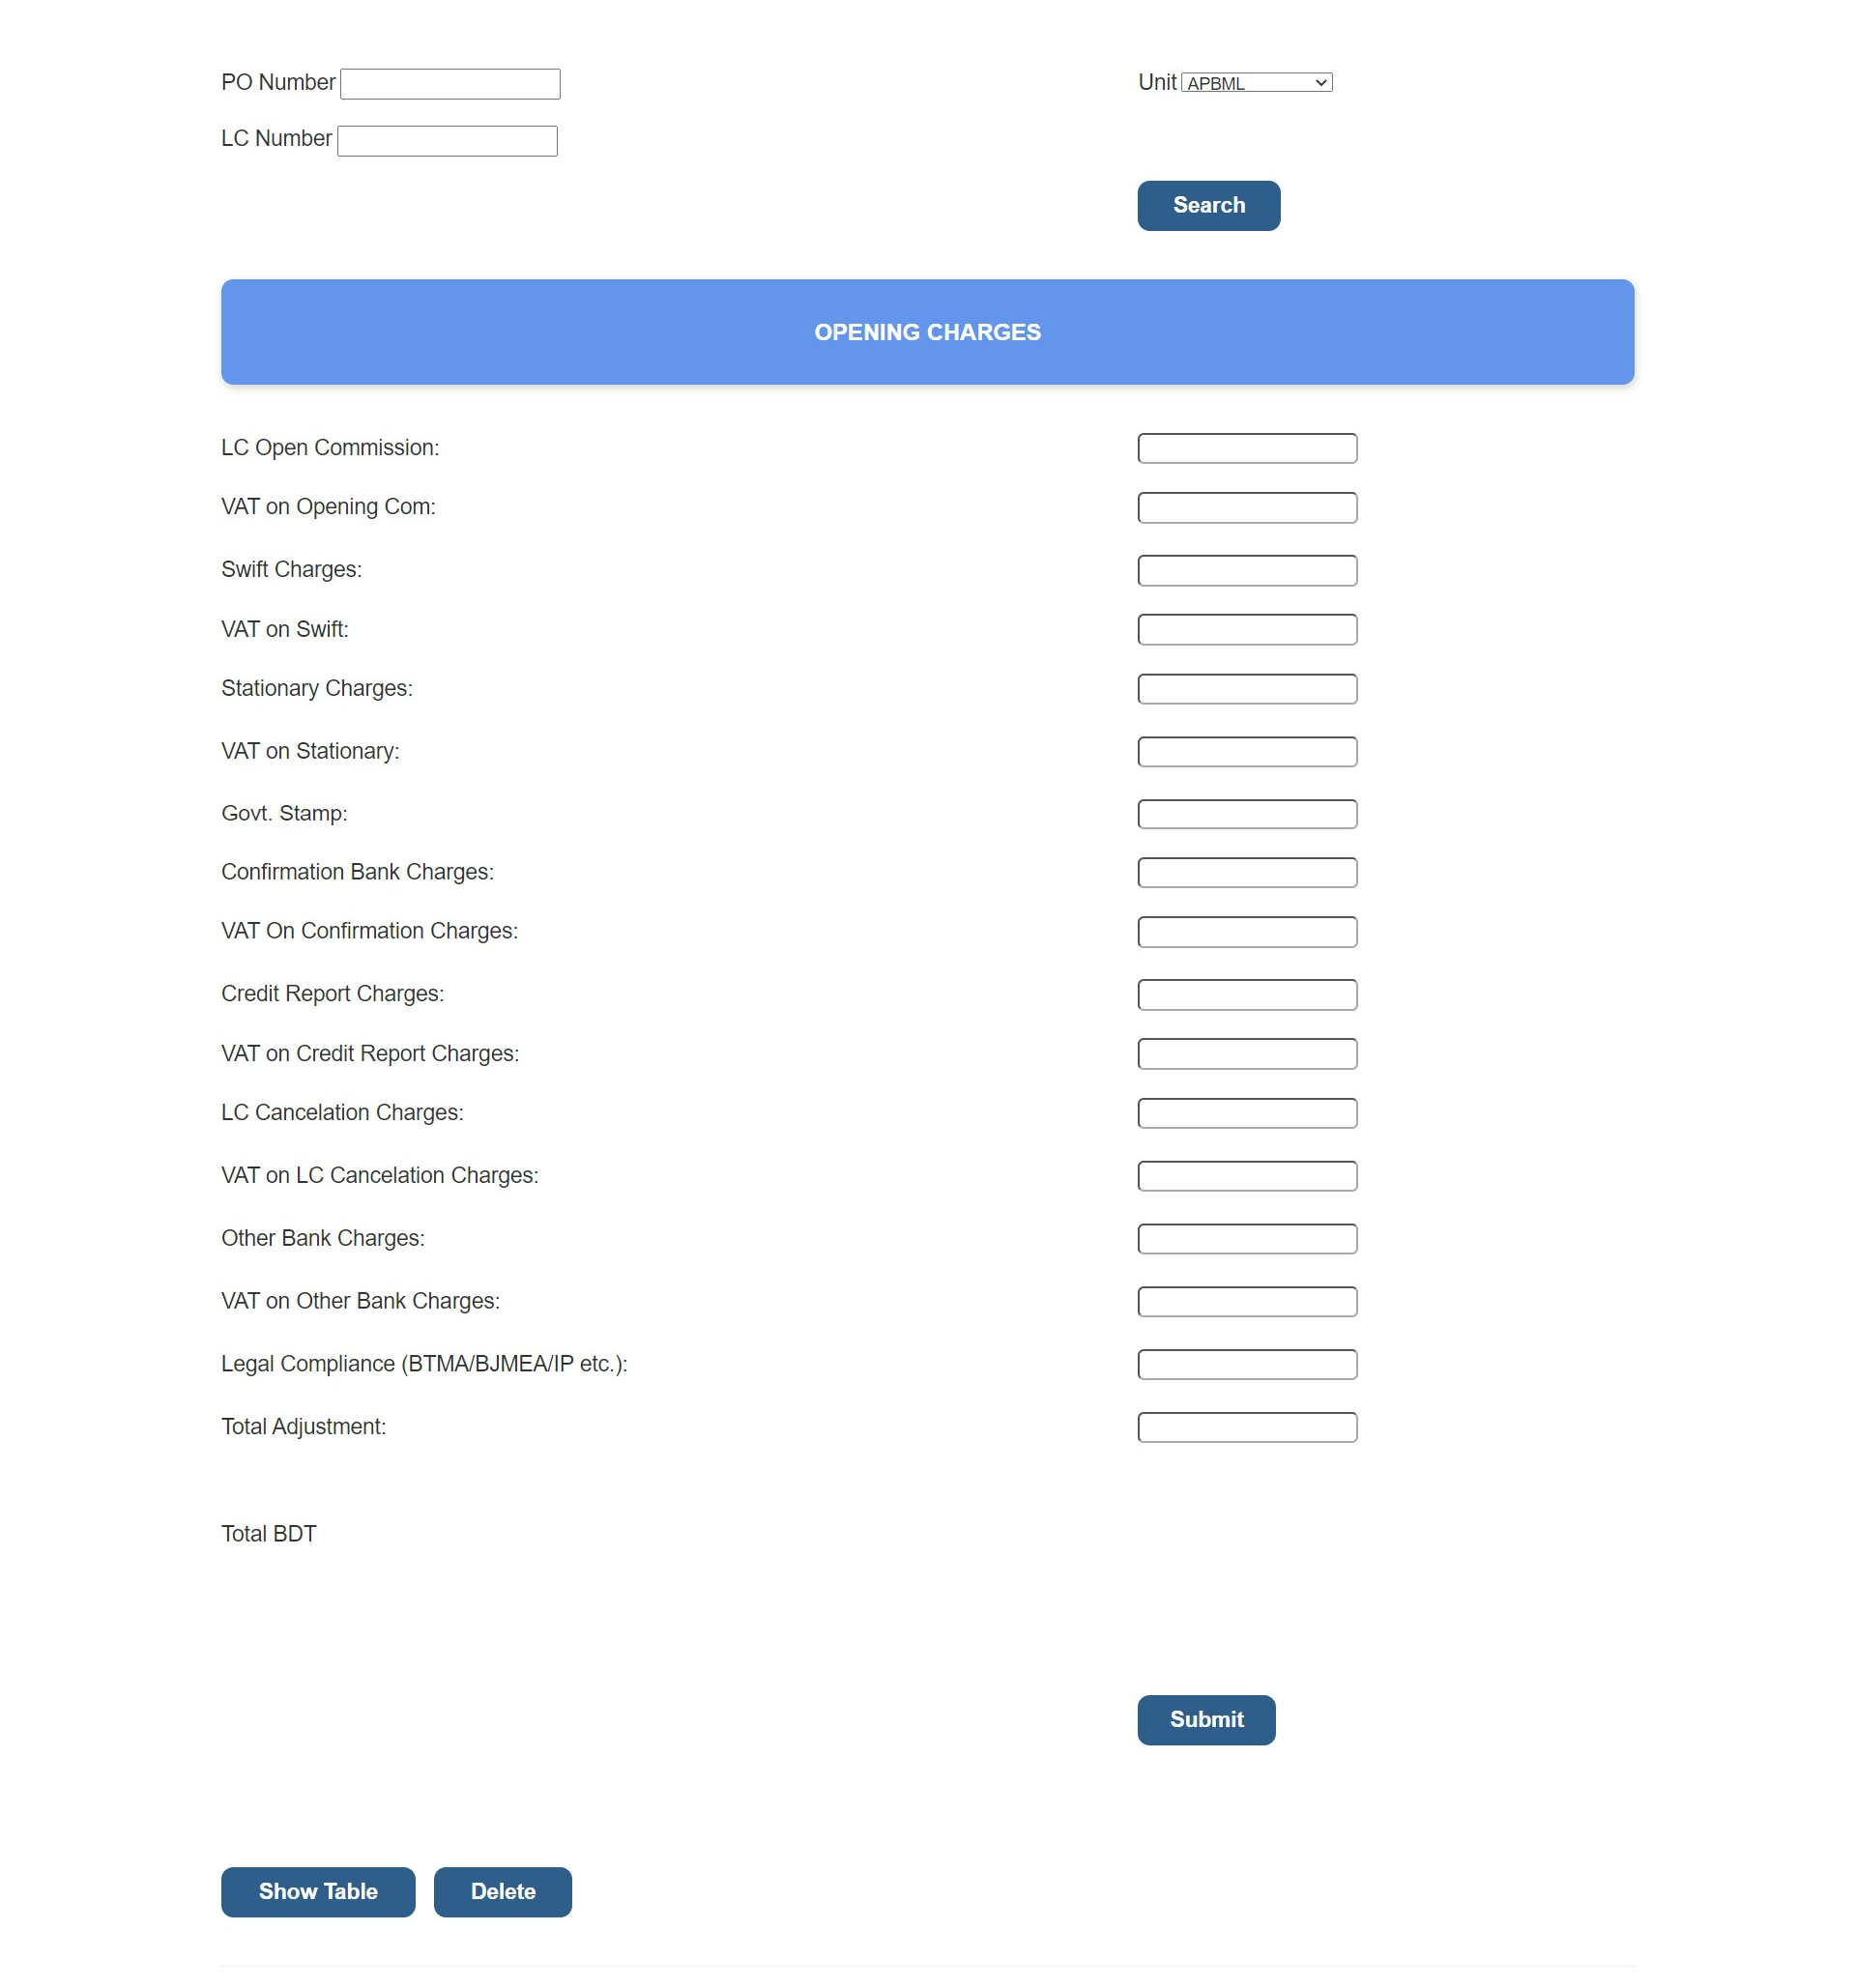 PO Number Unit APBML
LC Number
Search
OPENING CHARGES
LC Open Commission:
VAT on Opening Com:
Swift Charges:
VAT on Swift:
Stationary Charges:
VAT on Stationary:
Govt. Stamp:
Confirmation Bank Charges:
VAT On Confirmation Charges:
Credit Report Charges:
VAT on Credit Report Charges:
LC Cancelation Charges:
VAT on LC Cancelation Charges:
Other Bank Charges:
VAT on Other Bank Charges:
Legal Compliance (BTMA/BJMEA/IP etc.):
Total Adjustment:
Total BDT
Submit
Show Table Delete